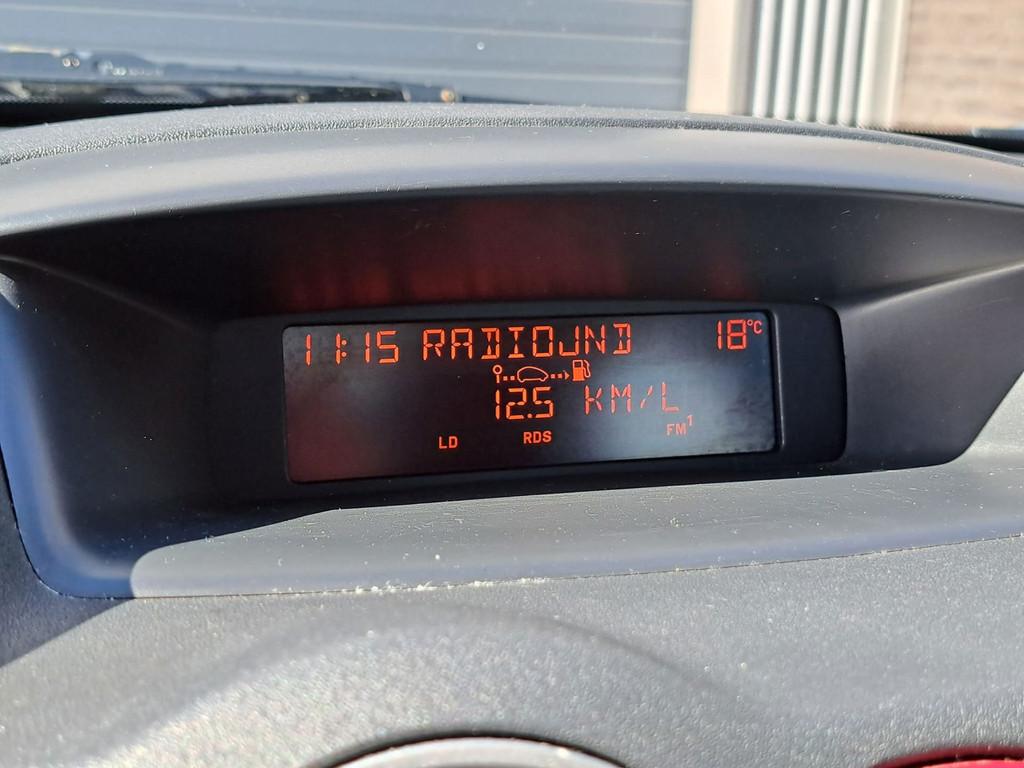 11:15 RADIOJND 18°C
12.5 KM/L
LD RDS FM1